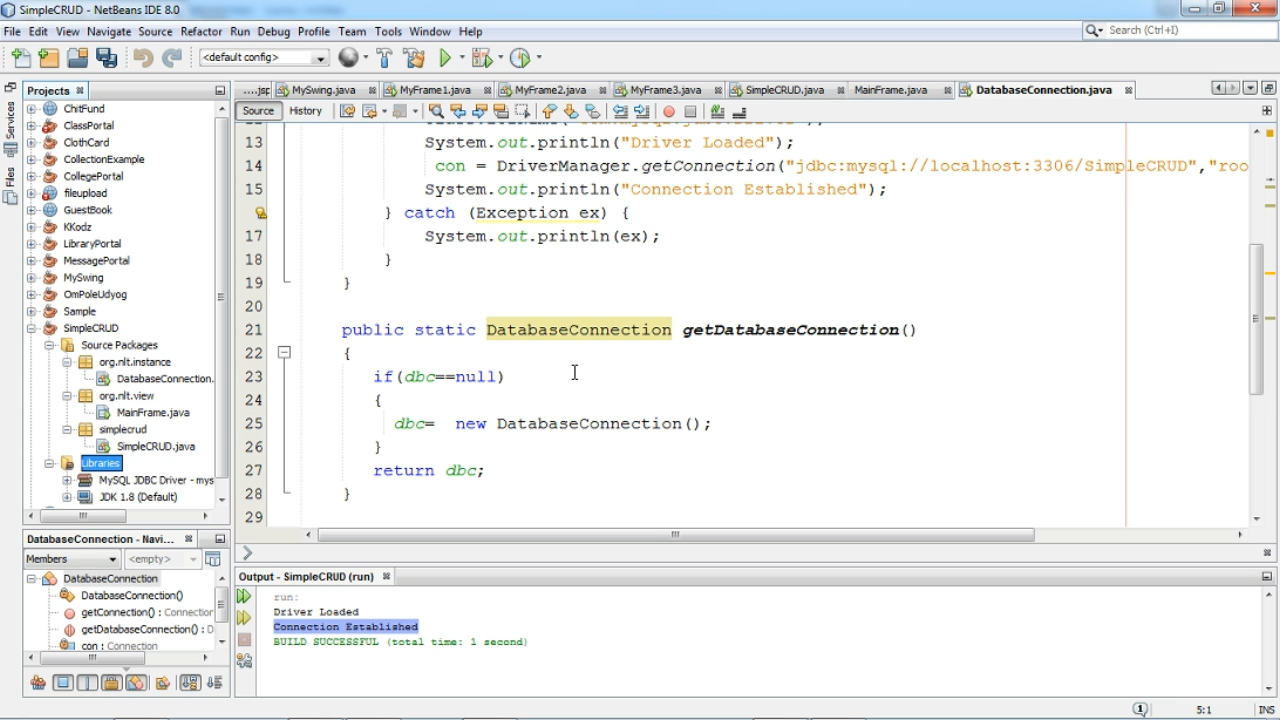 SimpleCRUD - NetBeans IDE 8.0
File Edit View Navigate Source Refactor Run Debug Profile Team Tools Window Help
Search (Ctrl+I)
<default config>
Projects
Services
Files
ChitFund
ClassPortal
ClothCard
CollectionExample
CollegePortal
fileupload
GuestBook
KKodz
LibraryPortal
MessagePortal
MySwing
OmPoleUdyog
Sample
SimpleCRUD
Source Packages
org.nlt.instance
DatabaseConnection.
org.nlt.view
MainFrame.java
simplecrud
SimpleCRUD.java
Libraries
MySQL JDBC Driver - mys
JDK 1.8 (Default)
....jsp MySwing.java MyFrame1.java MyFrame2.java MyFrame3.java SimpleCRUD.java MainFrame.java DatabaseConnection.java
Source History
13 System.out.println("Driver Loaded");
14 con = DriverManager.getConnection("jdbc:mysql://localhost:3306/SimpleCRUD","roo
15 System.out.println("Connection Established");
} catch (Exception ex) {
17 System.out.println(ex);
18 }
19 }
20
21 public static DatabaseConnection getDatabaseConnection()
22 {
23 if(dbc==null)
24 {
25 dbc= new DatabaseConnection();
26 }
27 return dbc;
28 }
29
DatabaseConnection - Navi...
Members <empty>
DatabaseConnection
DatabaseConnection()
getConnection() : Connection
getDatabaseConnection() : D
con : Connection
Output - SimpleCRUD (run)
run:
Driver Loaded
Connection Established
BUILD SUCCESSFUL (total time: 1 second)
1 5:1 INS